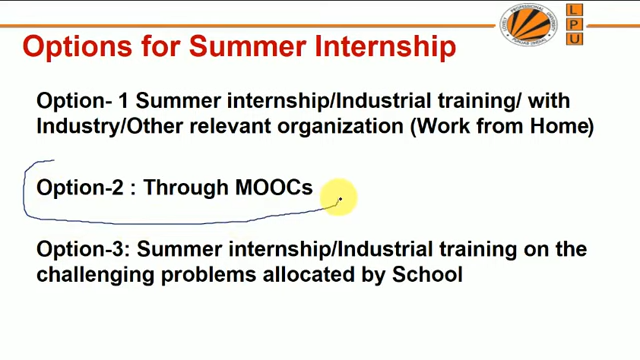 Options for Summer Internship
L
P
U
Option- 1 Summer internship/Industrial training/ with
Industry/Other relevant organization (Work from Home)
Option-2 : Through MOOCs
Option-3: Summer internship/Industrial training on the
challenging problems allocated by School